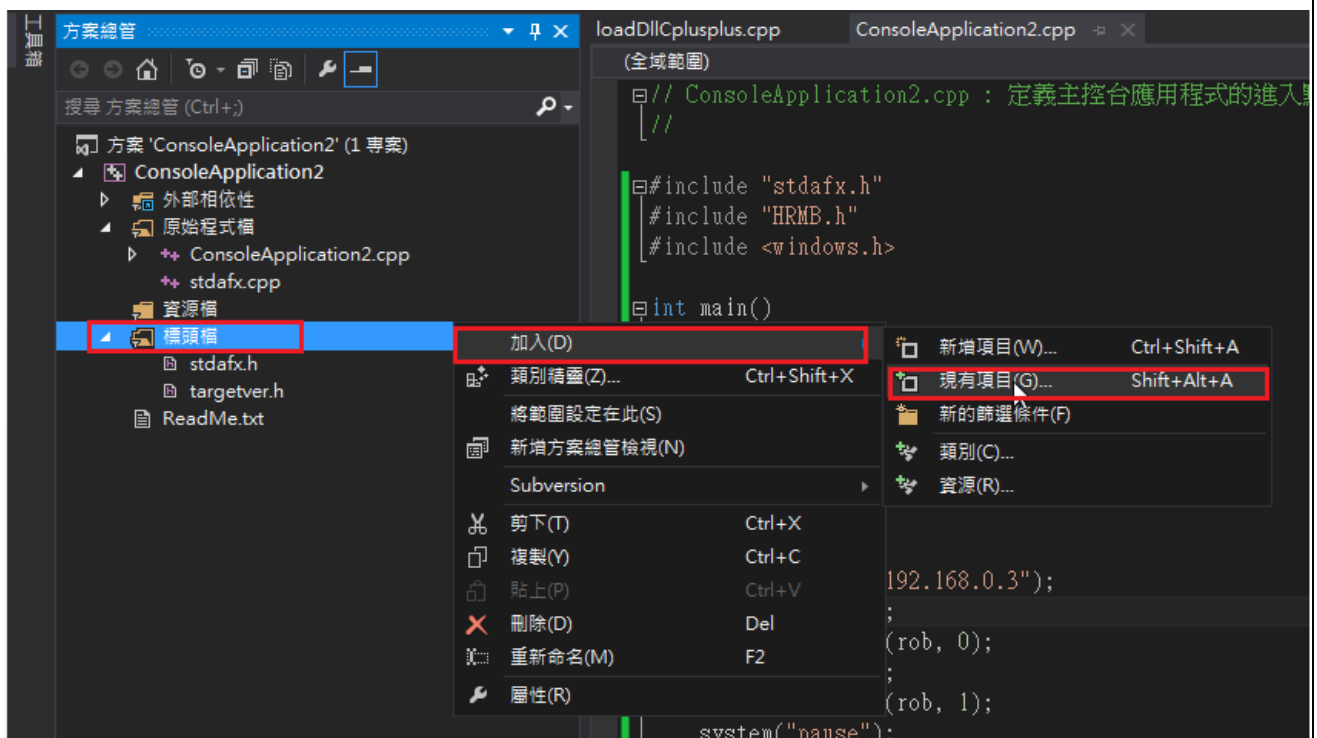 工具箱
方案總管
搜尋方案總管 (Ctrl+;)
方案 'ConsoleApplication2' (1 專案)
ConsoleApplication2
外部相依性
原始程式檔
ConsoleApplication2.cpp
stdafx.cpp
資源檔
標頭檔
stdafx.h
targetver.h
ReadMe.txt
loadDllCplusplus.cpp
ConsoleApplication2.cpp
(全域範圍)
// ConsoleApplication2.cpp : 定義主控台應用程式的進入
//
#include "stdafx.h"
#include "HRMB.h"
#include <windows.h>
int main()
192.168.0.3");
;
(rob, 0);
;
(rob, 1);
system("pause");
加入(D)
類別精靈(Z)... Ctrl+Shift+X
將範圍設定在此(S)
新增方案總管檢視(N)
Subversion
剪下(T) Ctrl+X
複製(Y) Ctrl+C
貼上(P) Ctrl+V
刪除(D) Del
重新命名(M) F2
屬性(R)
新增項目(W)... Ctrl+Shift+A
現有項目(G)... Shift+Alt+A
新的篩選條件(F)
類別(C)...
資源(R)...